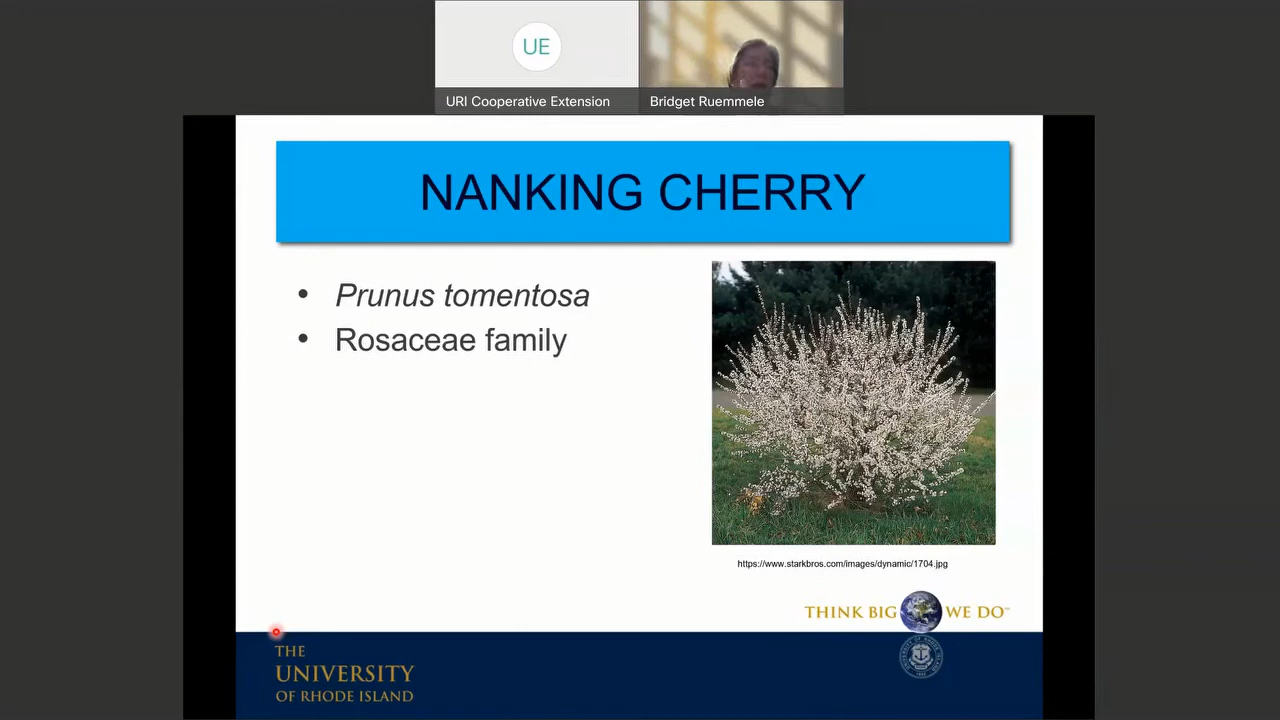 UE
URI Cooperative Extension
Bridget Ruemmele
NANKING CHERRY
• Prunus tomentosa
• Rosaceae family
https://www.starkbros.com/images/dynamic/1704.jpg
THINK BIG WE DO™
THE
UNIVERSITY
OF RHODE ISLAND